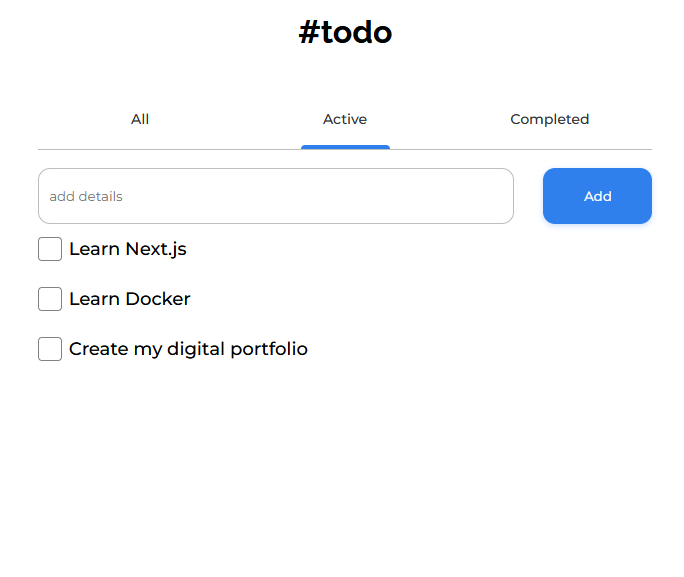 #todo
All Active Completed
add details Add
Learn Next.js
Learn Docker
Create my digital portfolio